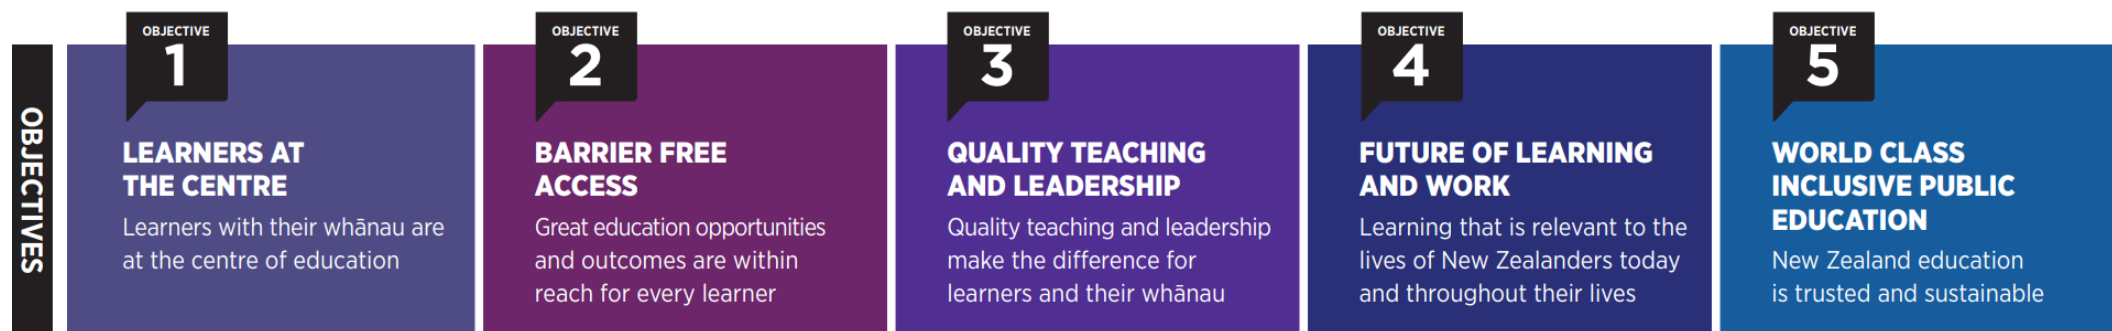 OBJECTIVES
OBJECTIVE
1
LEARNERS AT
THE CENTRE
Learners with their whānau are
at the centre of education
OBJECTIVE
2
BARRIER FREE
ACCESS
Great education opportunities
and outcomes are within
reach for every learner
OBJECTIVE
3
QUALITY TEACHING
AND LEADERSHIP
Quality teaching and leadership
make the difference for
learners and their whānau
OBJECTIVE
4
FUTURE OF LEARNING
AND WORK
Learning that is relevant to the
lives of New Zealanders today
and throughout their lives
OBJECTIVE
5
WORLD CLASS
INCLUSIVE PUBLIC
EDUCATION
New Zealand education
is trusted and sustainable